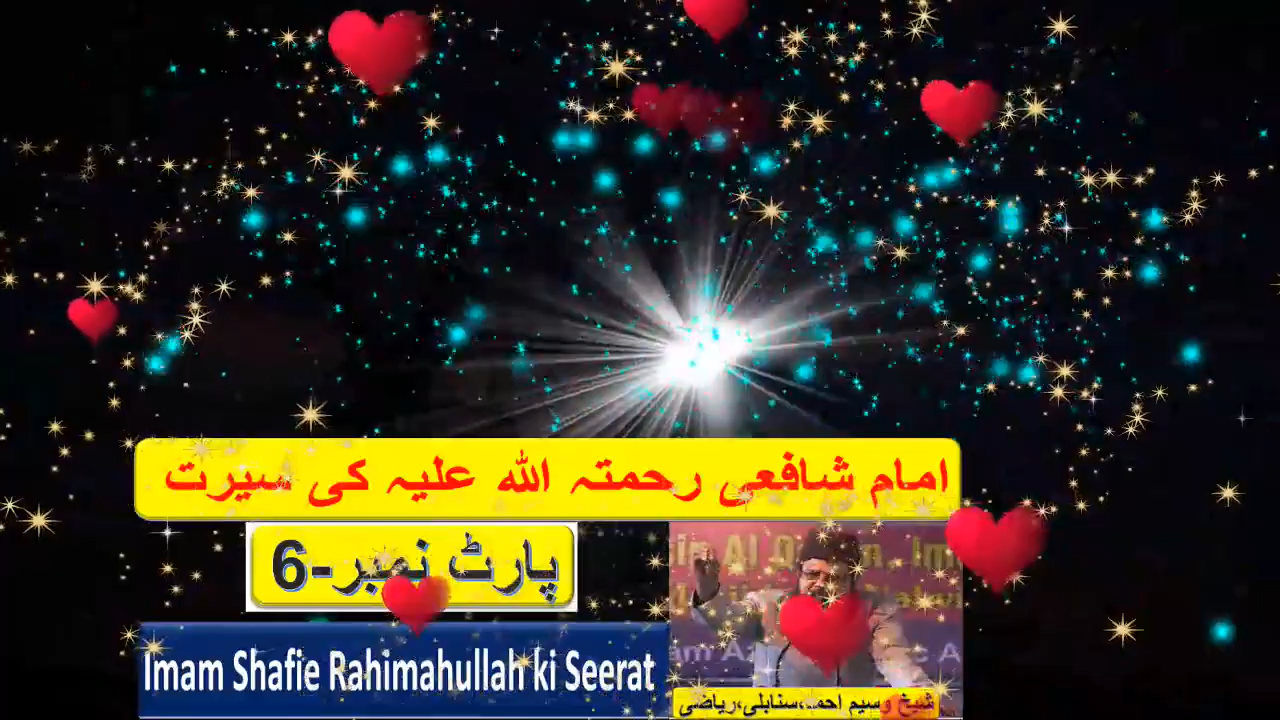 امام شافعی رحمتہ اللہ علیہ کی سیرت
پارٹ نمبر-6
Imam Shafie Rahimahullah ki Seerat
شیخ وسیم احمد،سنابلی،ریاضی